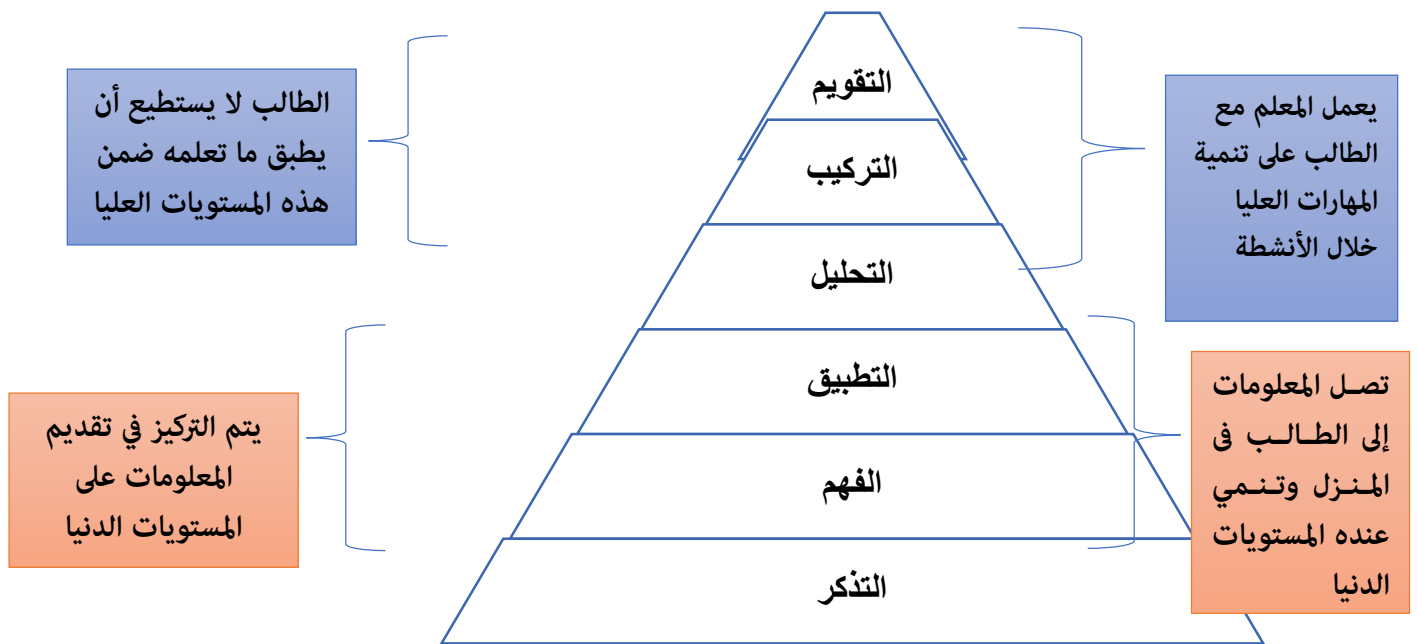 التقويم
التركيب
التحليل
التطبيق
الفهم
التذكر
يعمل المعلم مع
الطالب على تنمية
المهارات العليا
خلال الأنشطة
تصل المعلومات
إلى الطالب فى
المنزل وتنمي
عنده المستويات
الدنيا
الطالب لا يستطيع أن
يطبق ما تعلمه ضمن
هذه المستويات العليا
يتم التركيز في تقديم
المعلومات على
المستويات الدنيا